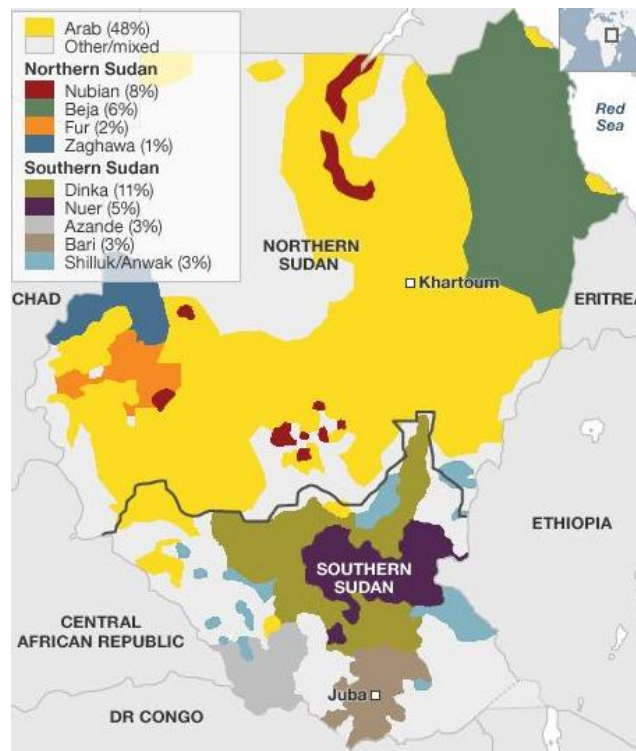 Arab (48%)
Other/mixed
Northern Sudan
Nubian (8%)
Beja (6%)
Fur (2%)
Zaghawa (1%)
Southern Sudan
Dinka (11%)
Nuer (5%)
Azande (3%)
Bari (3%)
Shilluk/Anwak (3%)
Red
Sea
NORTHERN
SUDAN
Khartoum
CHAD
ERITREA
ETHIOPIA
SOUTHERN
SUDAN
CENTRAL
AFRICAN REPUBLIC
Juba
DR CONGO